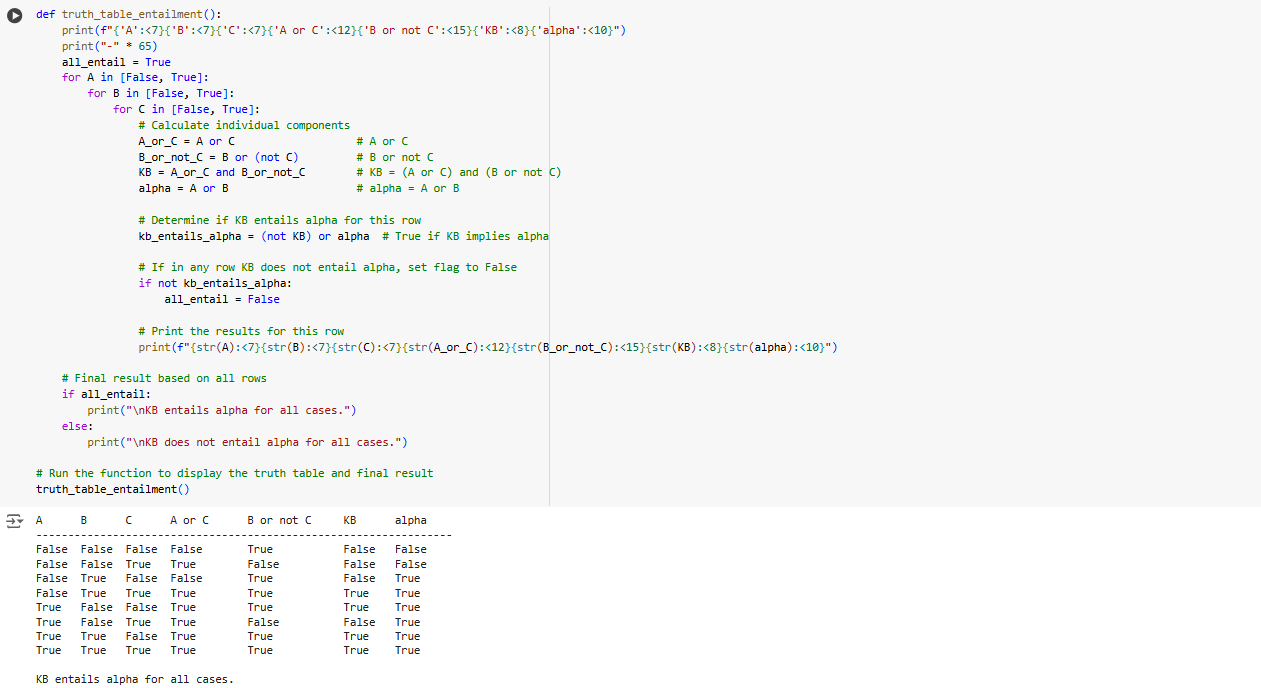 def truth_table_entailment():
    print(f"{'A':<7}{'B':<7}{'C':<7}{'A or C':<12}{'B or not C':<15}{'KB':<8}{'alpha':<10}")
    print("-" * 65)
    all_entail = True
    for A in [False, True]:
        for B in [False, True]:
            for C in [False, True]:
                # Calculate individual components
                A_or_C = A or C                   # A or C
                B_or_not_C = B or (not C)         # B or not C
                KB = A_or_C and B_or_not_C        # KB = (A or C) and (B or not C)
                alpha = A or B                    # alpha = A or B

                # Determine if KB entails alpha for this row
                kb_entails_alpha = (not KB) or alpha  # True if KB implies alpha

                # If in any row KB does not entail alpha, set flag to False
                if not kb_entails_alpha:
                    all_entail = False

                # Print the results for this row
                print(f"{str(A):<7}{str(B):<7}{str(C):<7}{str(A_or_C):<12}{str(B_or_not_C):<15}{str(KB):<8}{str(alpha):<10}")

    # Final result based on all rows
    if all_entail:
        print("\nKB entails alpha for all cases.")
    else:
        print("\nKB does not entail alpha for all cases.")

# Run the function to display the truth table and final result
truth_table_entailment()
A      B      C      A or C      B or not C     KB      alpha
-----------------------------------------------------------------
False  False  False  False       True           False   False
False  False  True   True        False          False   False
False  True   False  False       True           False   True
False  True   True   True        True           True    True
True   False  False  True        True           True    True
True   False  True   True        False          False   True
True   True   False  True        True           True    True
True   True   True   True        True           True    True

KB entails alpha for all cases.